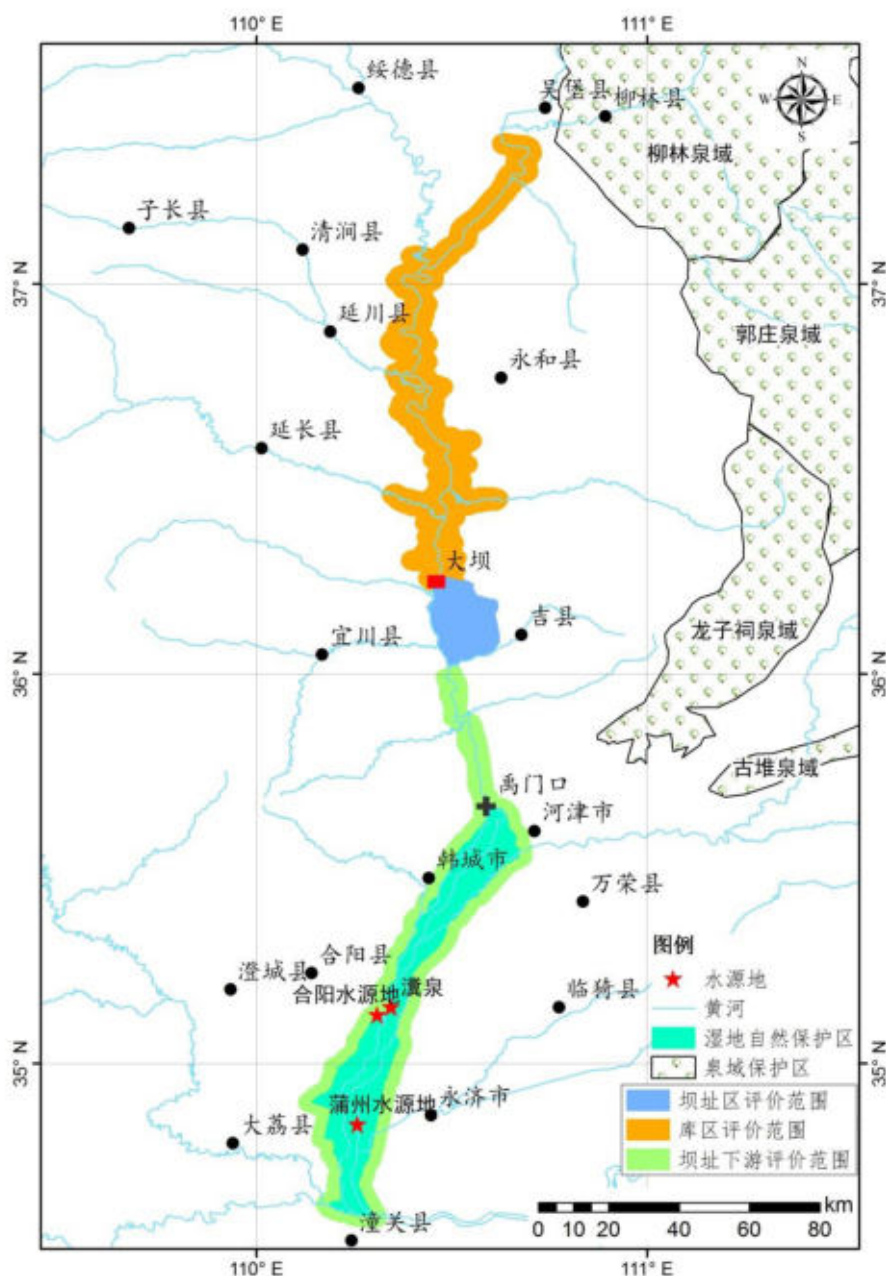 110° E
111° E
绥德县
吴堡县
柳林县
N
W
E
S
柳林泉域
子长县
清涧县
37° N
37° N
延川县
郭庄泉域
永和县
延长县
大坝
吉县
宜川县
龙子祠泉域
36° N
36° N
古堆泉域
禹门口
河津市
韩城市
万荣县
图例
水源地
黄河
湿地自然保护区
泉域保护区
坝址区评价范围
库区评价范围
坝址下游评价范围
合阳县
澄城县
瀵泉
合阳水源地
临猗县
35° N
35° N
蒲州水源地
永济市
大荔县
潼关县
km
0 5 10 20 40 60 80
110° E
111° E